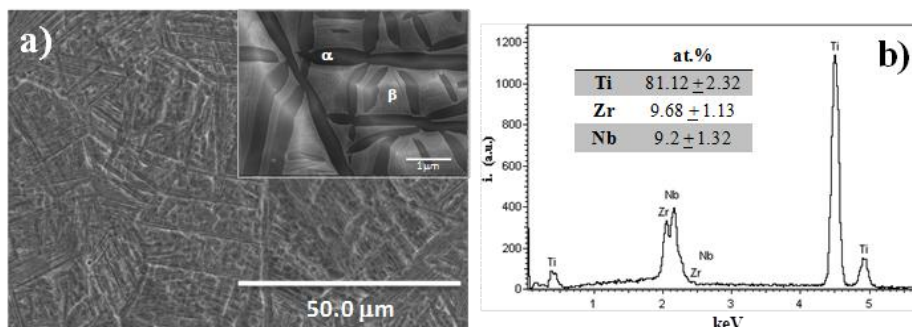 a)
α
β
1μm
50.0 μm
b)
1200
1000
800
600
400
200
0
i. (a.u.)
at.%
Ti 81.12 ± 2.32
Zr 9.68 ± 1.13
Nb 9.2 ± 1.32
Ti
Nb
Zr
Nb
Zr
Ti
Ti
1 2 3 4 5
keV